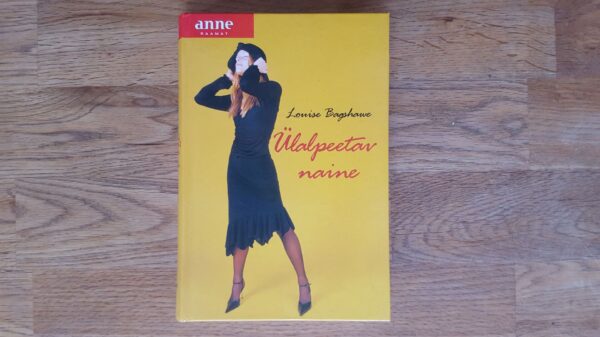 anne
RAAMAT
Louise Bagshawe
Ülalpeetav
naine